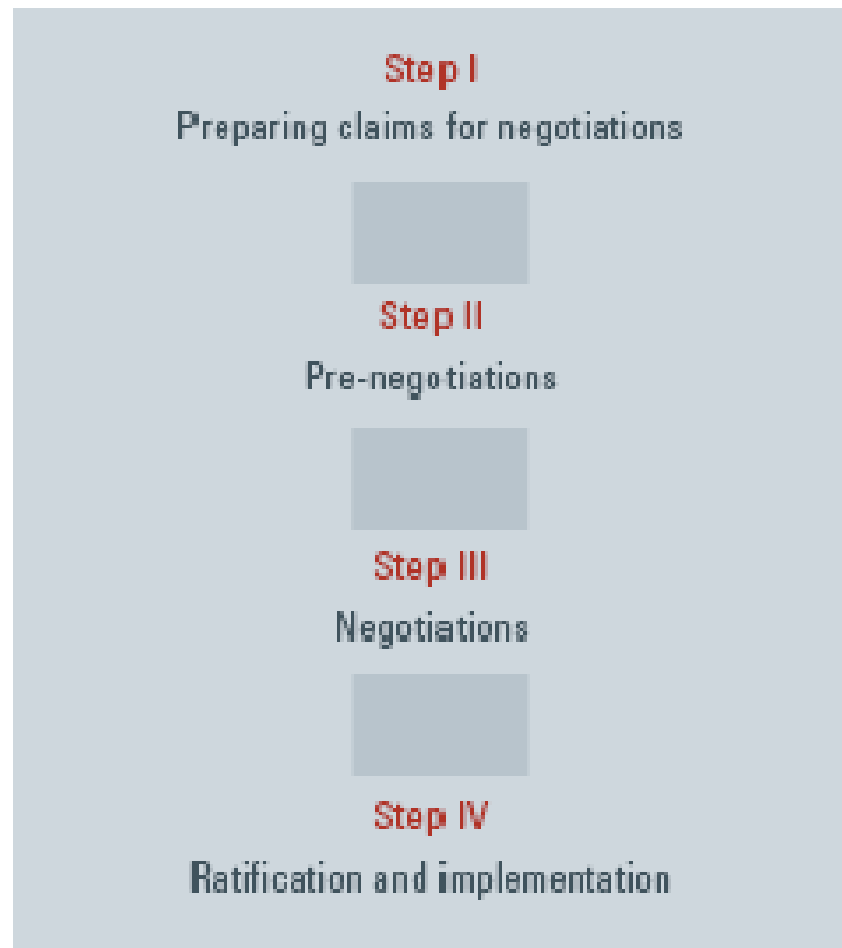 Step I
Preparing claims for negotiations
Step II
Pre-negotiations
Step III
Negotiations
Step IV
Ratification and implementation